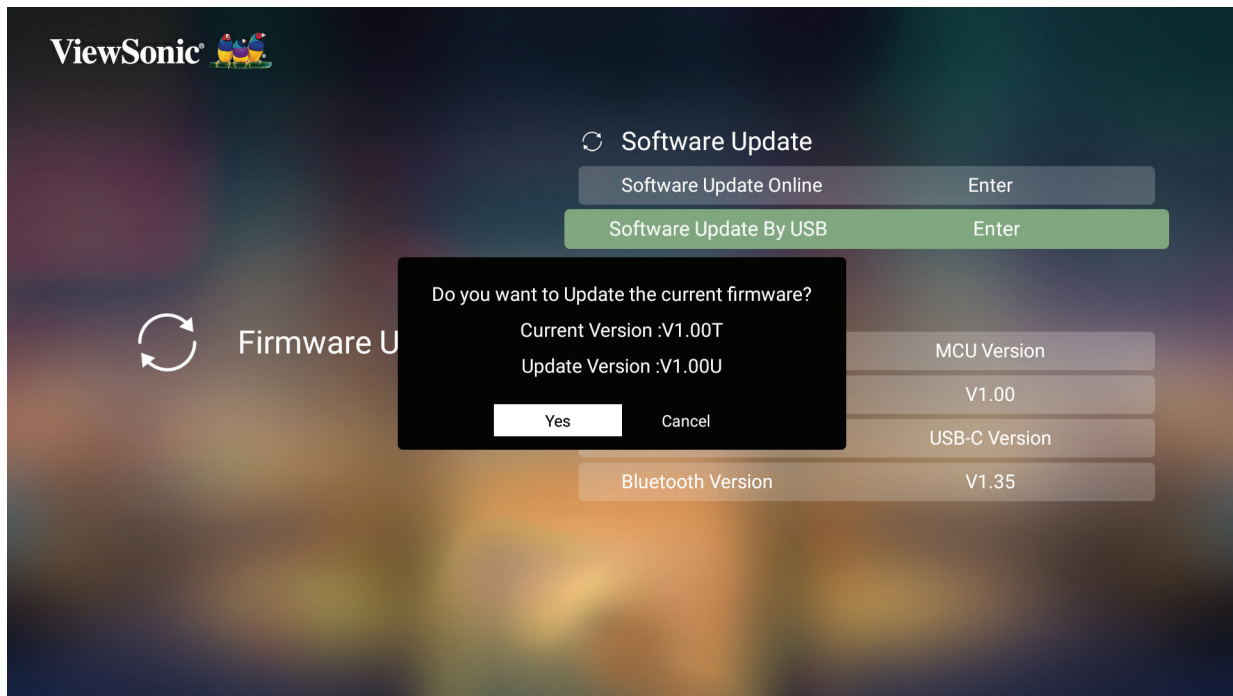 ViewSonic®
Software Update
Software Update Online Enter
Software Update By USB Enter
Do you want to Update the current firmware?
Current Version :V1.00T
Update Version :V1.00U
Yes Cancel
Firmware U
MCU Version
V1.00
USB-C Version
Bluetooth Version V1.35